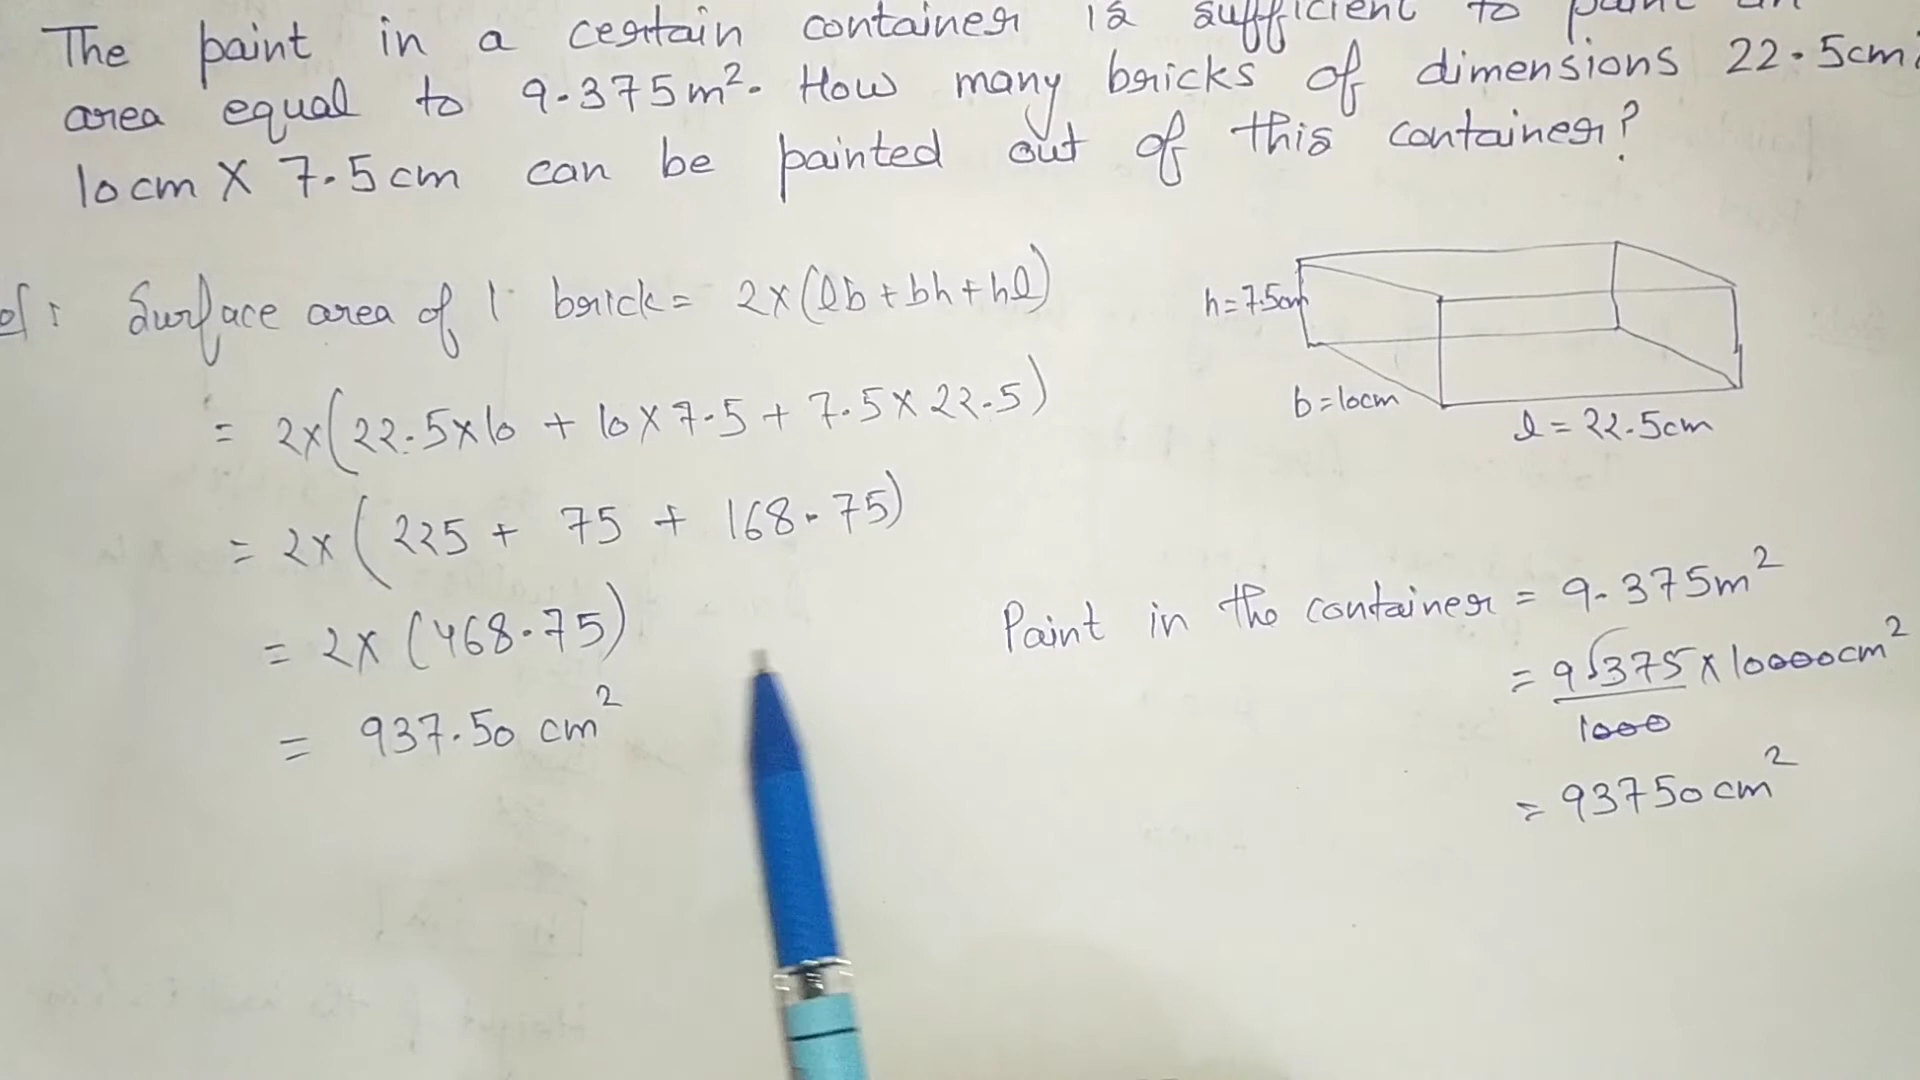 The paint in a certain container is sufficient to paint an
area equal to 9.375m². How many bricks of dimensions 22.5cm
10cm X 7.5cm can be painted out of this container?
Surface area of 1 brick = 2x(lb + bh + hl)
= 2x(22.5x10 + 10X7.5 + 7.5x22.5)
= 2x(225 + 75 + 168.75)
= 2x(468.75)
= 937.50 cm²
h=7.5cm
b=10cm
l=22.5cm
Paint in the container = 9.375m²
= 9375 x 10000cm²
1000
= 93750cm²